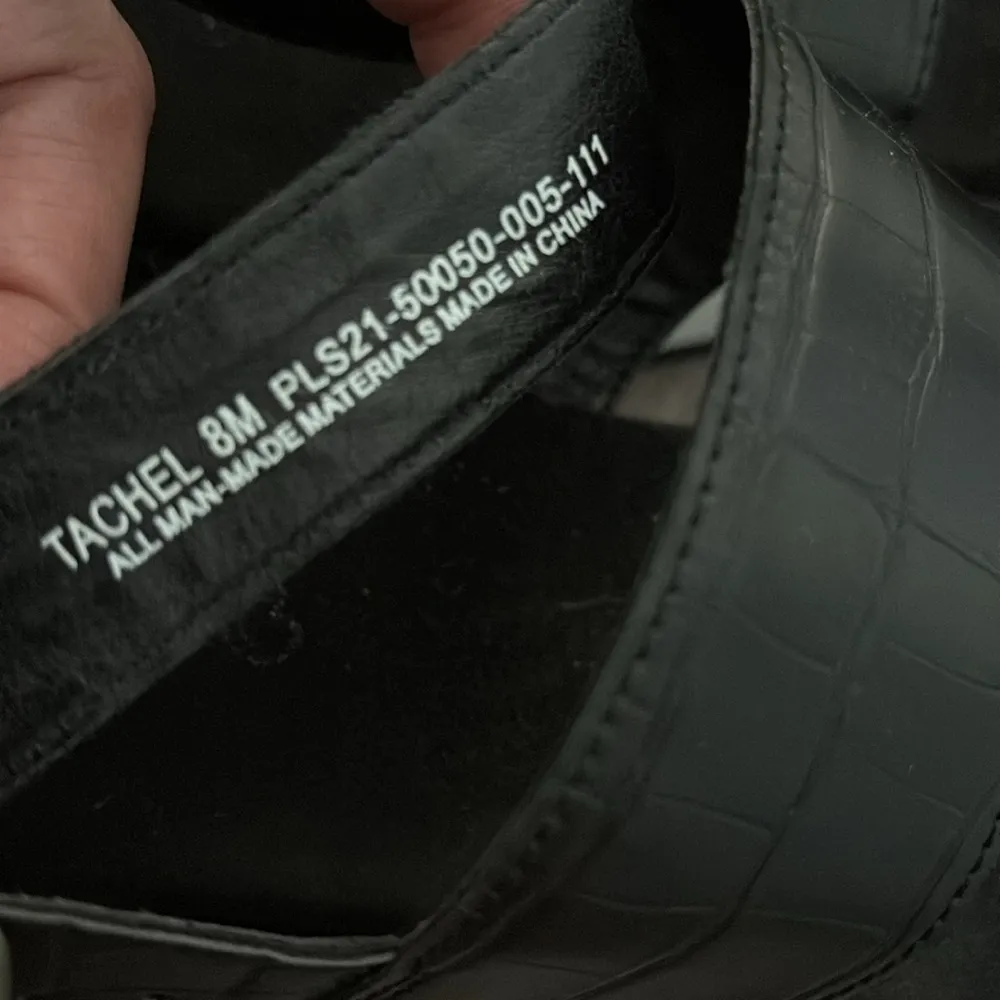 TACHEL 8M PLS21-50050-005-111
ALL MAN-MADE MATERIALS MADE IN CHINA